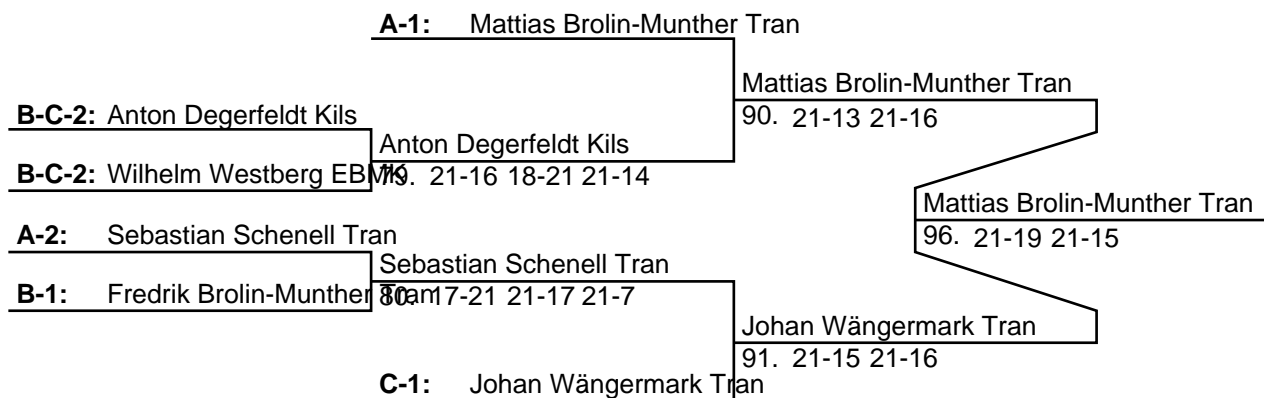 A-1: Mattias Brolin-Munther Tran
Mattias Brolin-Munther Tran
B-C-2: Anton Degerfeldt Kils
90. 21-13 21-16
Anton Degerfeldt Kils
B-C-2: Wilhelm Westberg EBMK
79. 21-16 18-21 21-14
Mattias Brolin-Munther Tran
A-2: Sebastian Schenell Tran
96. 21-19 21-15
Sebastian Schenell Tran
B-1: Fredrik Brolin-Munther Tran
80. 17-21 21-17 21-7
Johan Wängermark Tran
91. 21-15 21-16
C-1: Johan Wängermark Tran